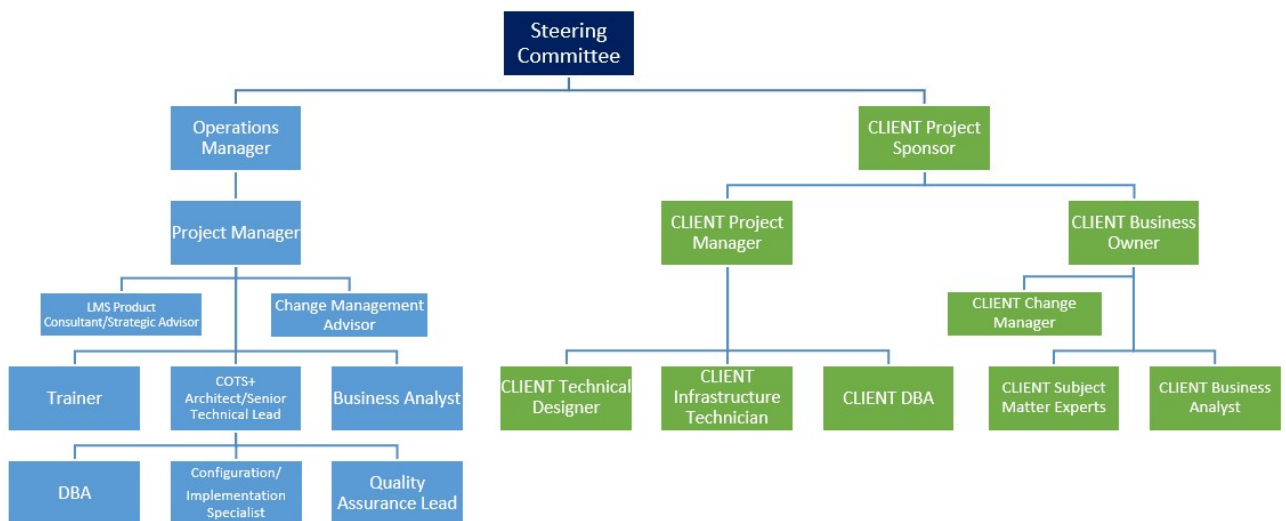 Steering
Committee
Operations
Manager
CLIENT Project
Sponsor
Project Manager
CLIENT Project
Manager
CLIENT Business
Owner
LMS Product
Consultant/Strategic Advisor
Change Management
Advisor
CLIENT Change
Manager
Trainer
COTS+
Architect/Senior
Technical Lead
Business Analyst
CLIENT Technical
Designer
CLIENT
Infrastructure
Technician
CLIENT DBA
CLIENT Subject
Matter Experts
CLIENT Business
Analyst
DBA
Configuration/
Implementation
Specialist
Quality
Assurance Lead